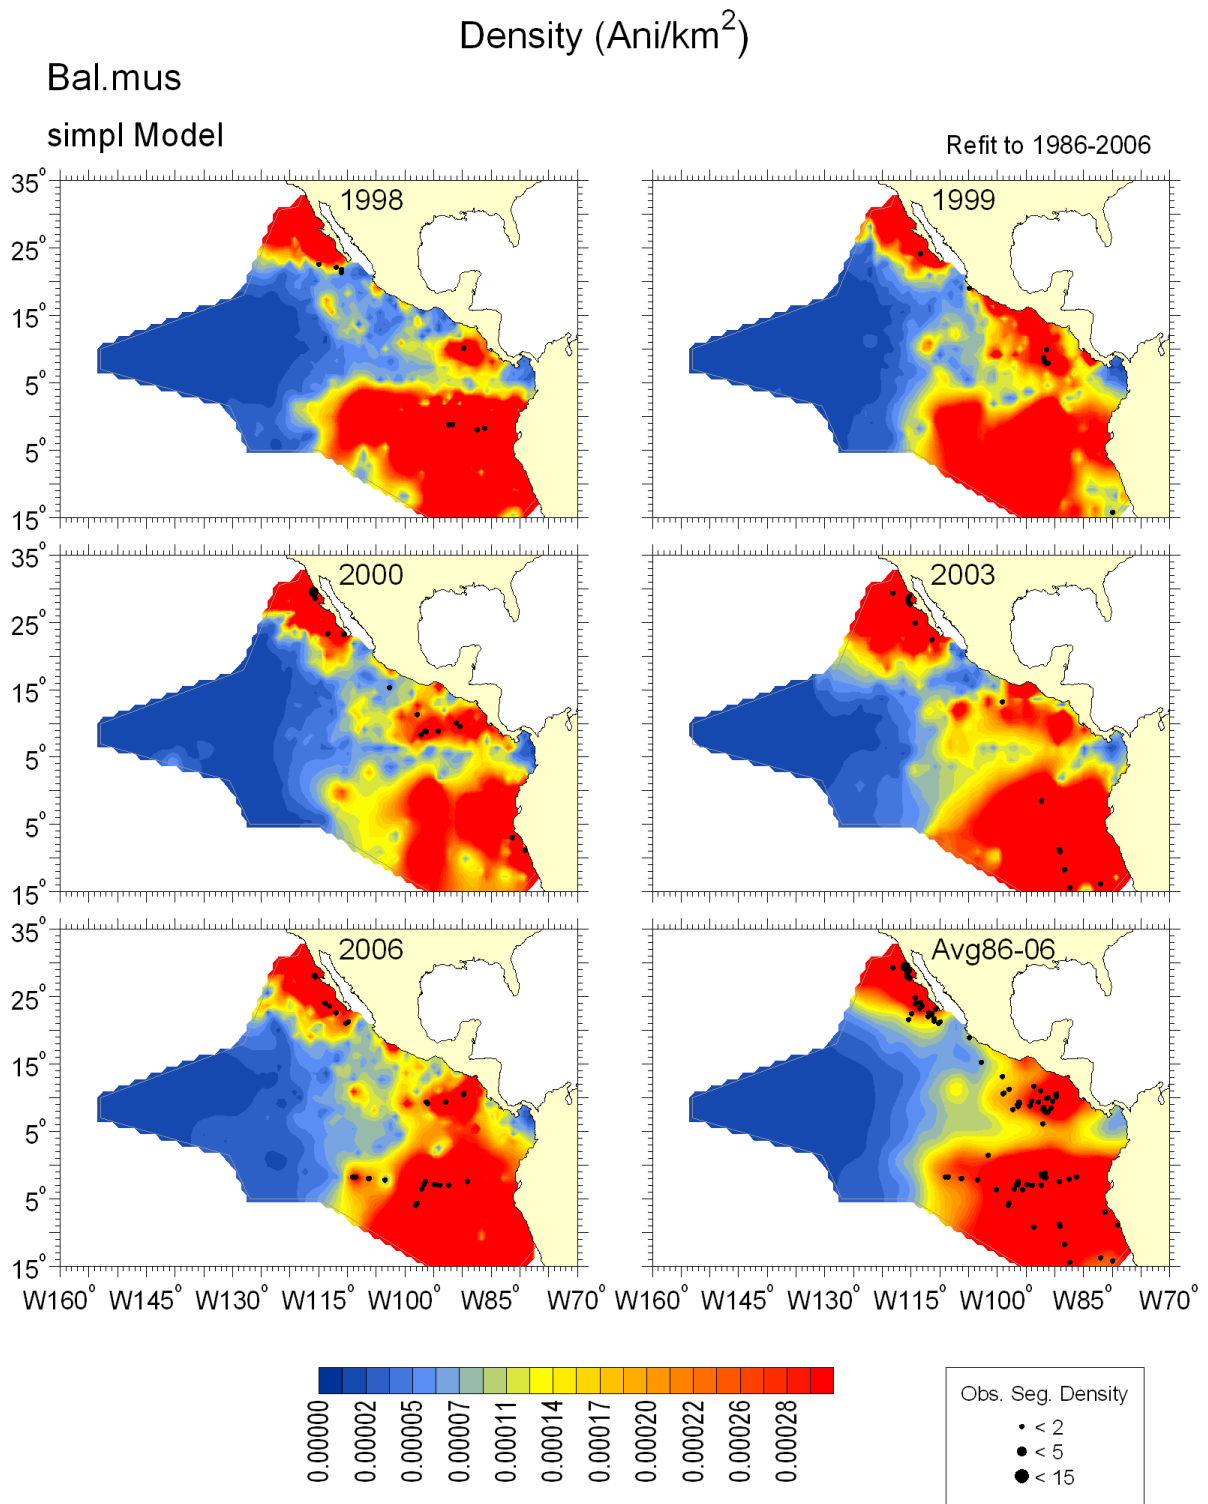 Density (Ani/km²)
Bal.mus
simpl Model
Refit to 1986-2006
35°
25°
15°
5°
5°
15°
1998
1999
35°
25°
15°
5°
5°
15°
2000
2003
35°
25°
15°
5°
5°
15°
2006
Avg86-06
W160° W145° W130° W115° W100° W85° W70°
W160° W145° W130° W115° W100° W85° W70°
0.00000 0.00002 0.00005 0.00007 0.00011 0.00014 0.00017 0.00020 0.00022 0.00026 0.00028
Obs. Seg. Density
< 2
< 5
< 15